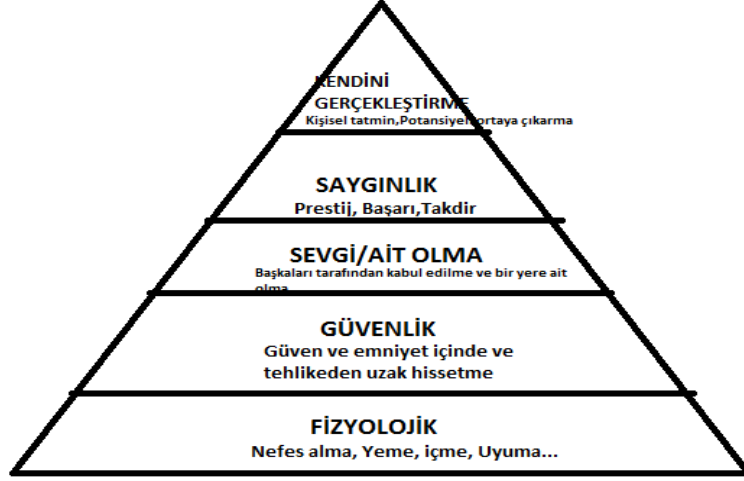 KENDİNİ
GERÇEKLEŞTİRME
Kişisel tatmin,Potansiyel ortaya çıkarma
SAYGINLIK
Prestij, Başarı,Takdir
SEVGİ/AİT OLMA
Başkaları tarafından kabul edilme ve bir yere ait
olma
GÜVENLİK
Güven ve emniyet içinde ve
tehlikeden uzak hissetme
FİZYOLOJİK
Nefes alma, Yeme, içme, Uyuma...